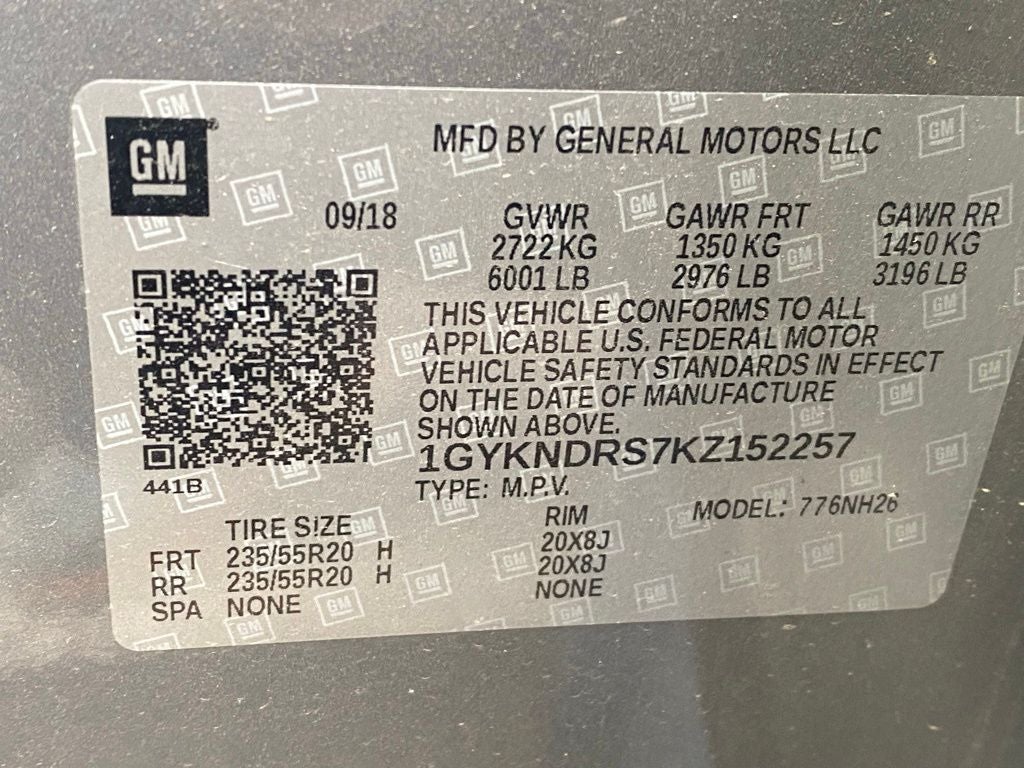 GM
MFD BY GENERAL MOTORS LLC
09/18
GVWR GAWR FRT GAWR RR
2722 KG 1350 KG 1450 KG
6001 LB 2976 LB 3196 LB
THIS VEHICLE CONFORMS TO ALL
APPLICABLE U.S. FEDERAL MOTOR
VEHICLE SAFETY STANDARDS IN EFFECT
ON THE DATE OF MANUFACTURE
SHOWN ABOVE.
1GYKNDRS7KZ152257
441B
TYPE: M.P.V. MODEL: 776NH26
TIRE SIZE RIM
FRT 235/55R20 H 20X8J
RR 235/55R20 H 20X8J
SPA NONE NONE